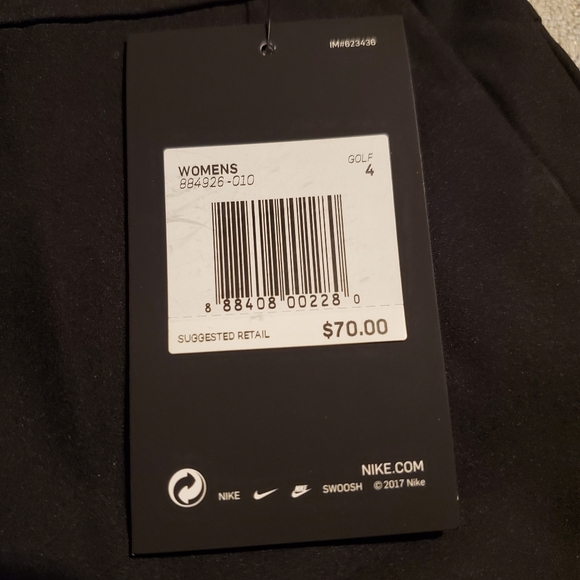 IM#623436
WOMENS
884926-010
GOLF
4
8 88408 00228 0
SUGGESTED RETAIL $70.00
NIKE.COM
NIKE SWOOSH © 2017 Nike